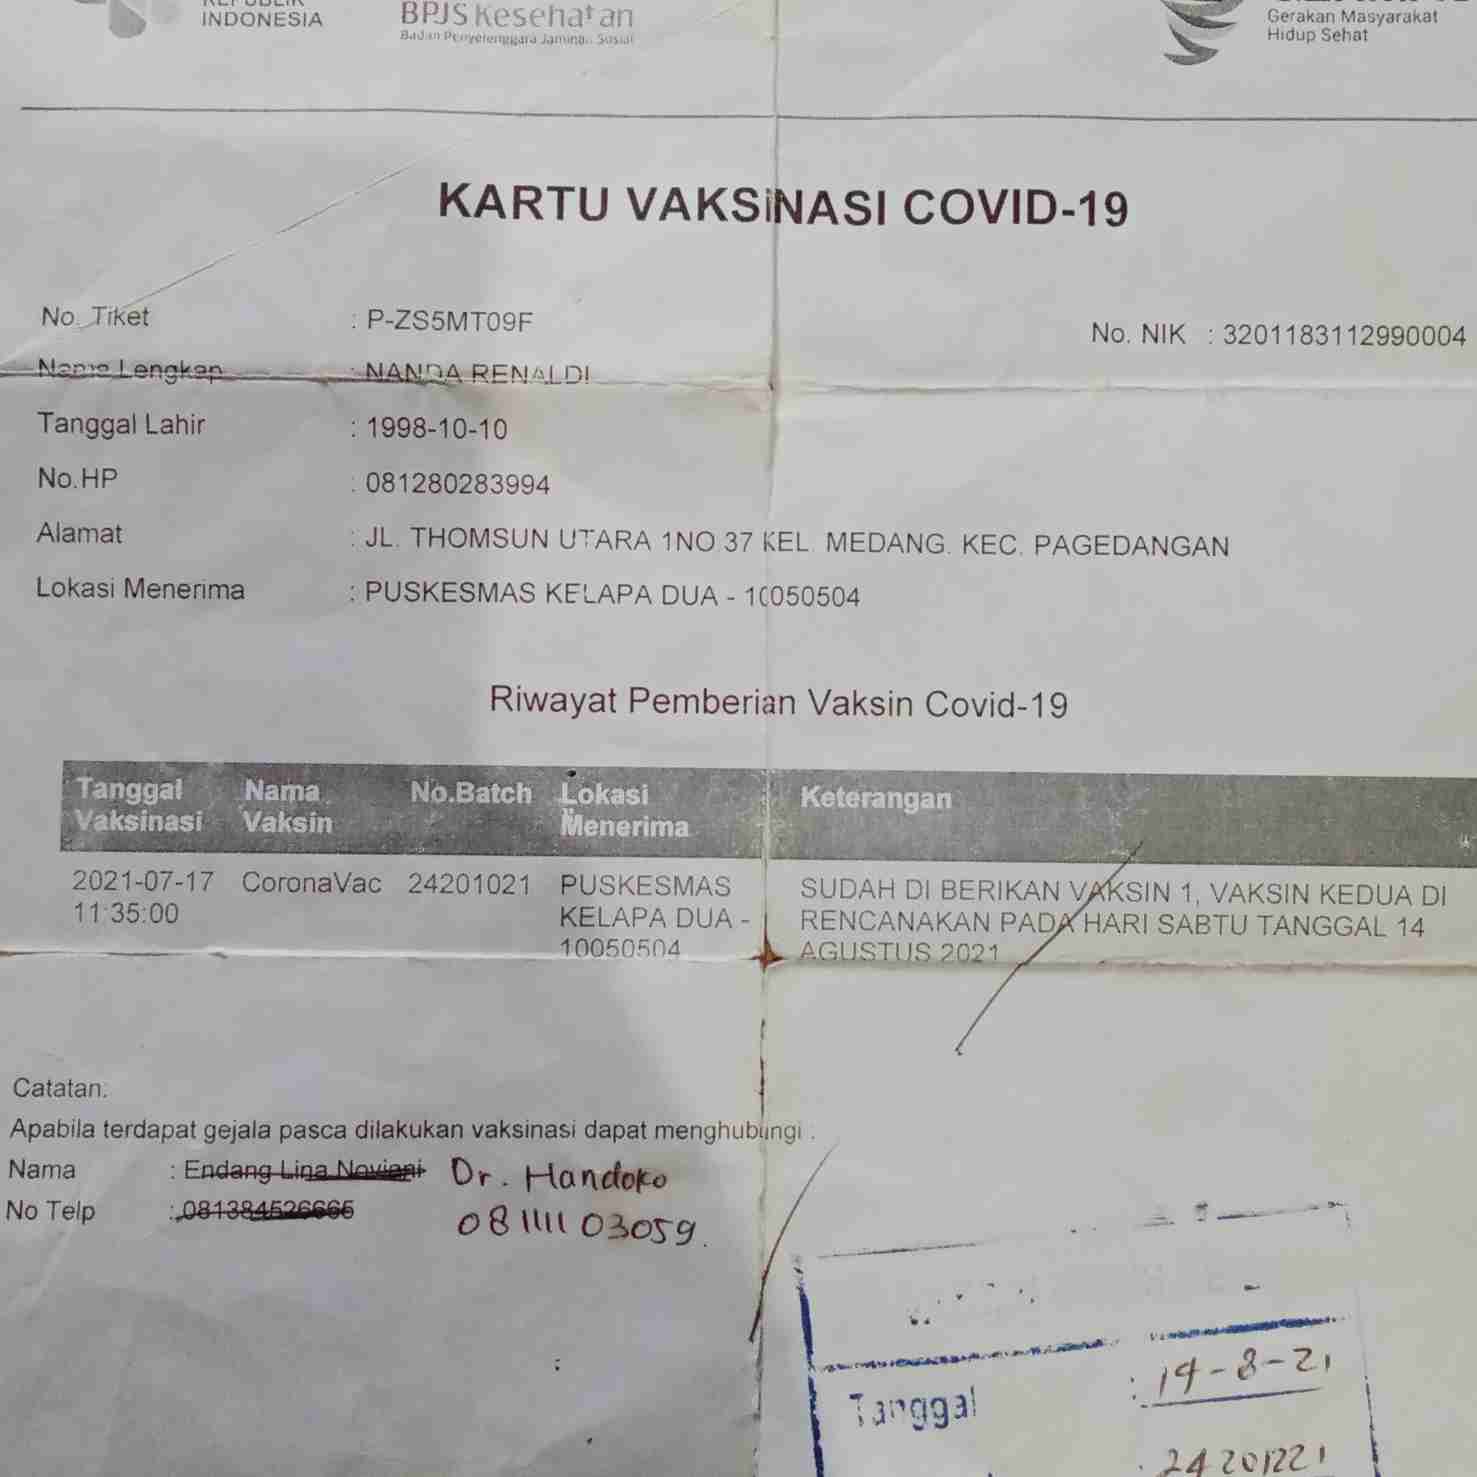 REPUBLIK
INDONESIA
BPJS Kesehatan
Badan Penyelenggara Jaminan Sosial
Gerakan Masyarakat
Hidup Sehat
KARTU VAKSINASI COVID-19
No. Tiket : P-ZS5MT09F
No. NIK : 3201183112990004
Nama Lengkap : NANDA RENALDI
Tanggal Lahir : 1998-10-10
No.HP : 081280283994
Alamat : JL. THOMSUN UTARA 1NO 37 KEL. MEDANG. KEC. PAGEDANGAN
Lokasi Menerima : PUSKESMAS KELAPA DUA - 10050504
Riwayat Pemberian Vaksin Covid-19
Tanggal Vaksinasi Nama Vaksin No.Batch Lokasi Menerima Keterangan
2021-07-17 CoronaVac 24201021 PUSKESMAS SUDAH DI BERIKAN VAKSIN 1, VAKSIN KEDUA DI
11:35:00 KELAPA DUA - RENCANAKAN PADA HARI SABTU TANGGAL 14
10050504 AGUSTUS 2021
Catatan:
Apabila terdapat gejala pasca dilakukan vaksinasi dapat menghubungi :
Nama : Endang Lina Noviani Dr. Handoko
No Telp : 081384526665 08111103059.
Tanggal : 14-8-21
: 24201221